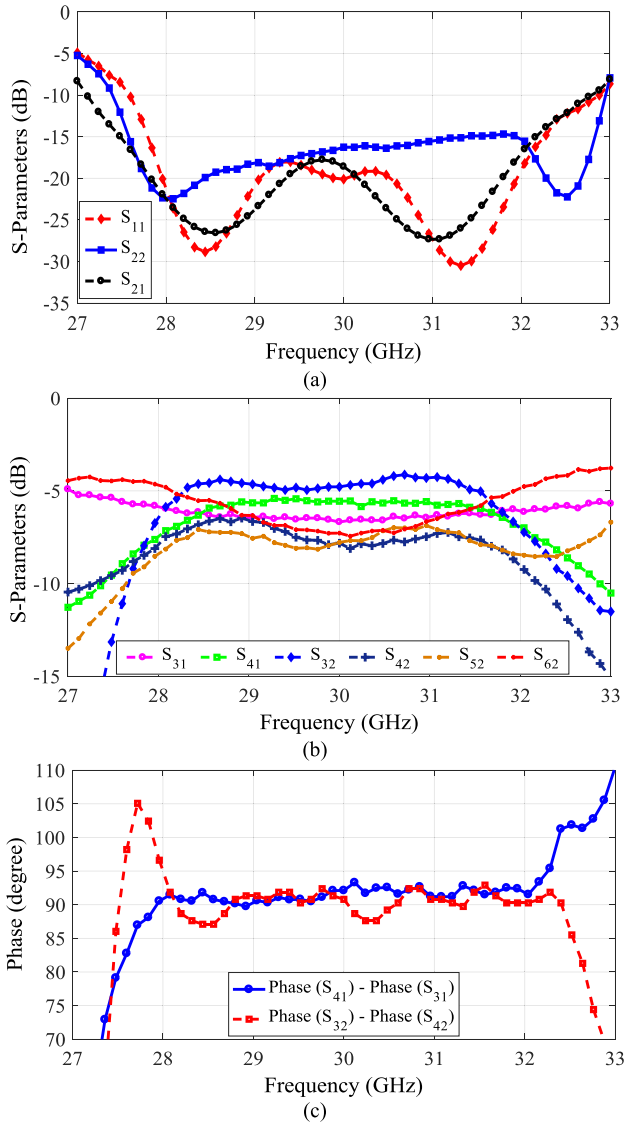 0
-5
-10
-15
-20
-25
-30
-35
S-Parameters (dB)
S11
S22
S21
27 28 29 30 31 32 33
Frequency (GHz)
(a)
0
-5
-10
-15
S-Parameters (dB)
S31 S41 S32 S42 S52 S62
27 28 29 30 31 32 33
Frequency (GHz)
(b)
110
105
100
95
90
85
80
75
70
Phase (degree)
Phase (S41) - Phase (S31)
Phase (S32) - Phase (S42)
27 28 29 30 31 32 33
Frequency (GHz)
(c)